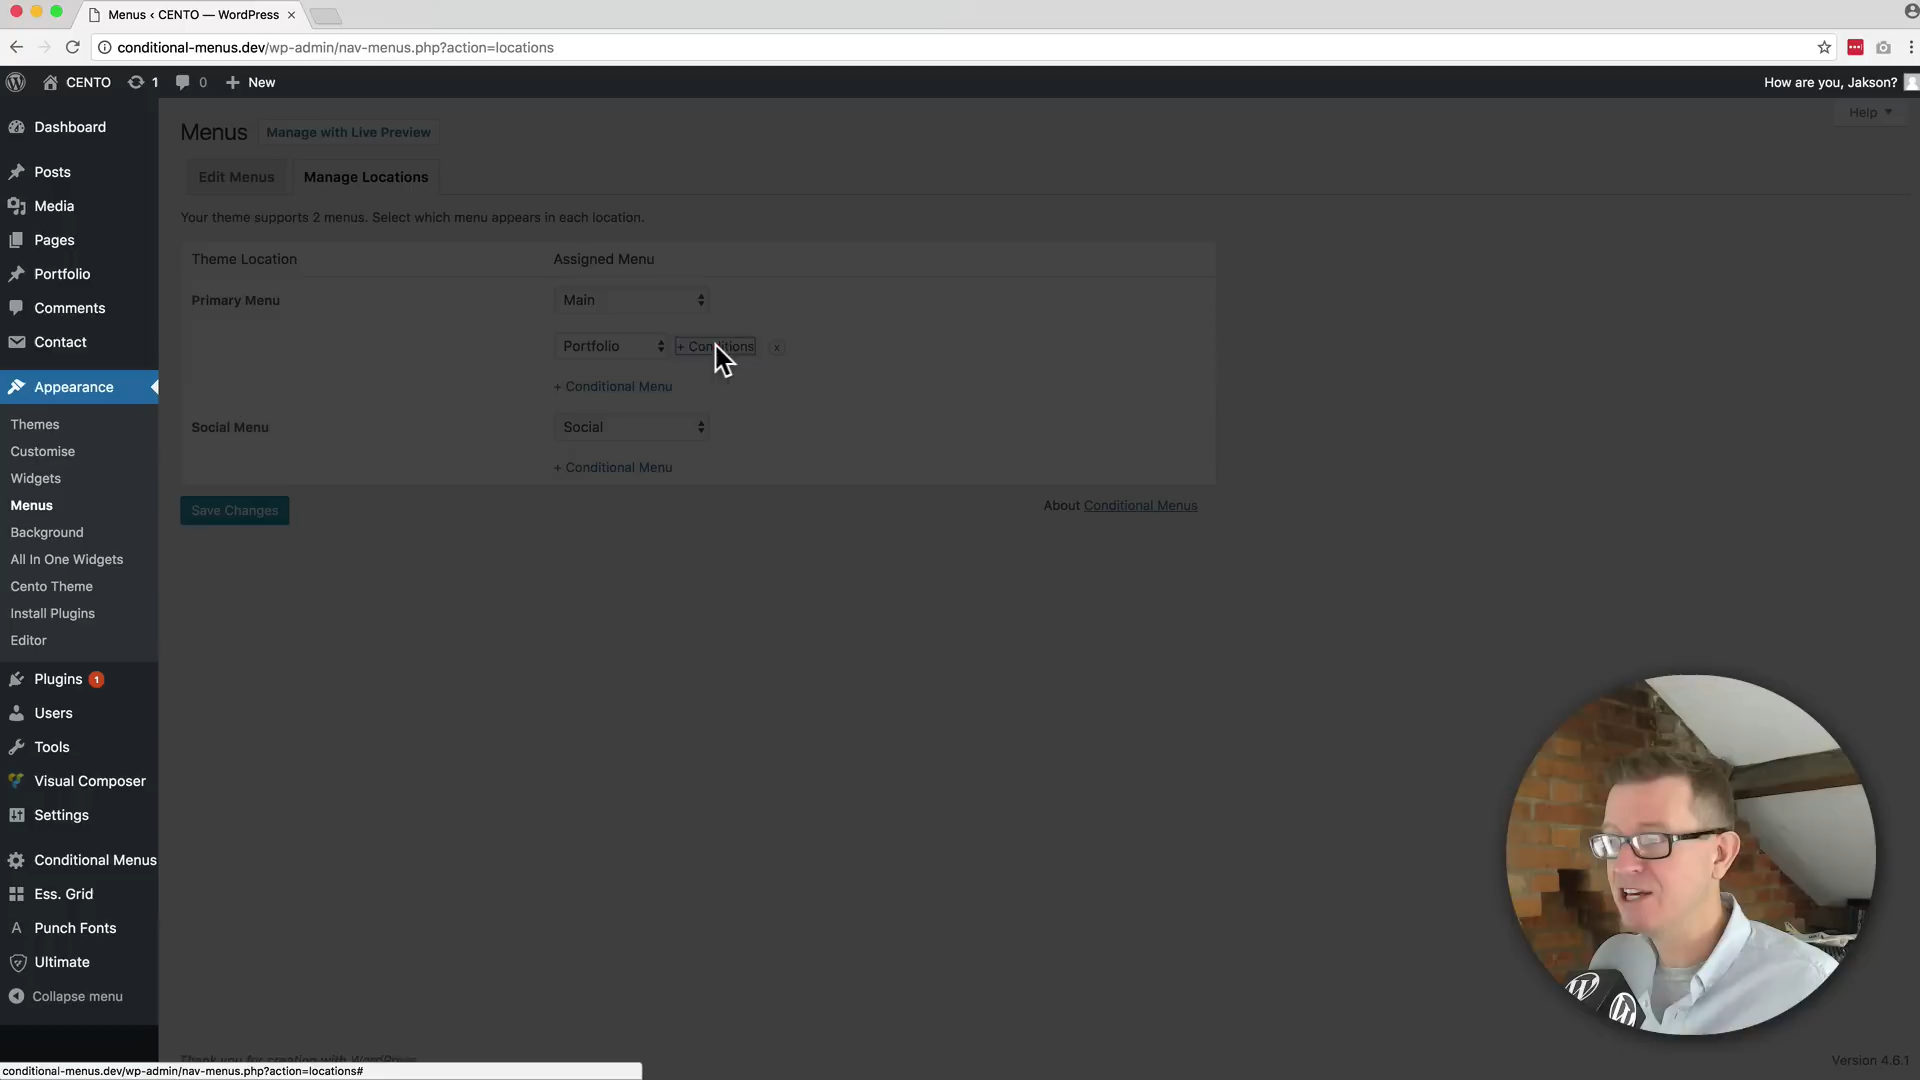 Menus ‹ CENTO — WordPress
conditional-menus.dev/wp-admin/nav-menus.php?action=locations
CENTO 1 0 New
How are you, Jakson?
Help
Dashboard
Posts
Media
Pages
Portfolio
Comments
Contact
Appearance
Themes
Customise
Widgets
Menus
Background
All In One Widgets
Cento Theme
Install Plugins
Editor
Plugins 1
Users
Tools
Visual Composer
Settings
Conditional Menus
Ess. Grid
Punch Fonts
Ultimate
Collapse menu
Menus Manage with Live Preview
Edit Menus Manage Locations
Your theme supports 2 menus. Select which menu appears in each location.
Theme Location Assigned Menu
Primary Menu Main
Portfolio + Conditions x
+ Conditional Menu
Social Menu Social
+ Conditional Menu
Save Changes
About Conditional Menus
Thank you for creating with WordPress.
Version 4.6.1
conditional-menus.dev/wp-admin/nav-menus.php?action=locations#